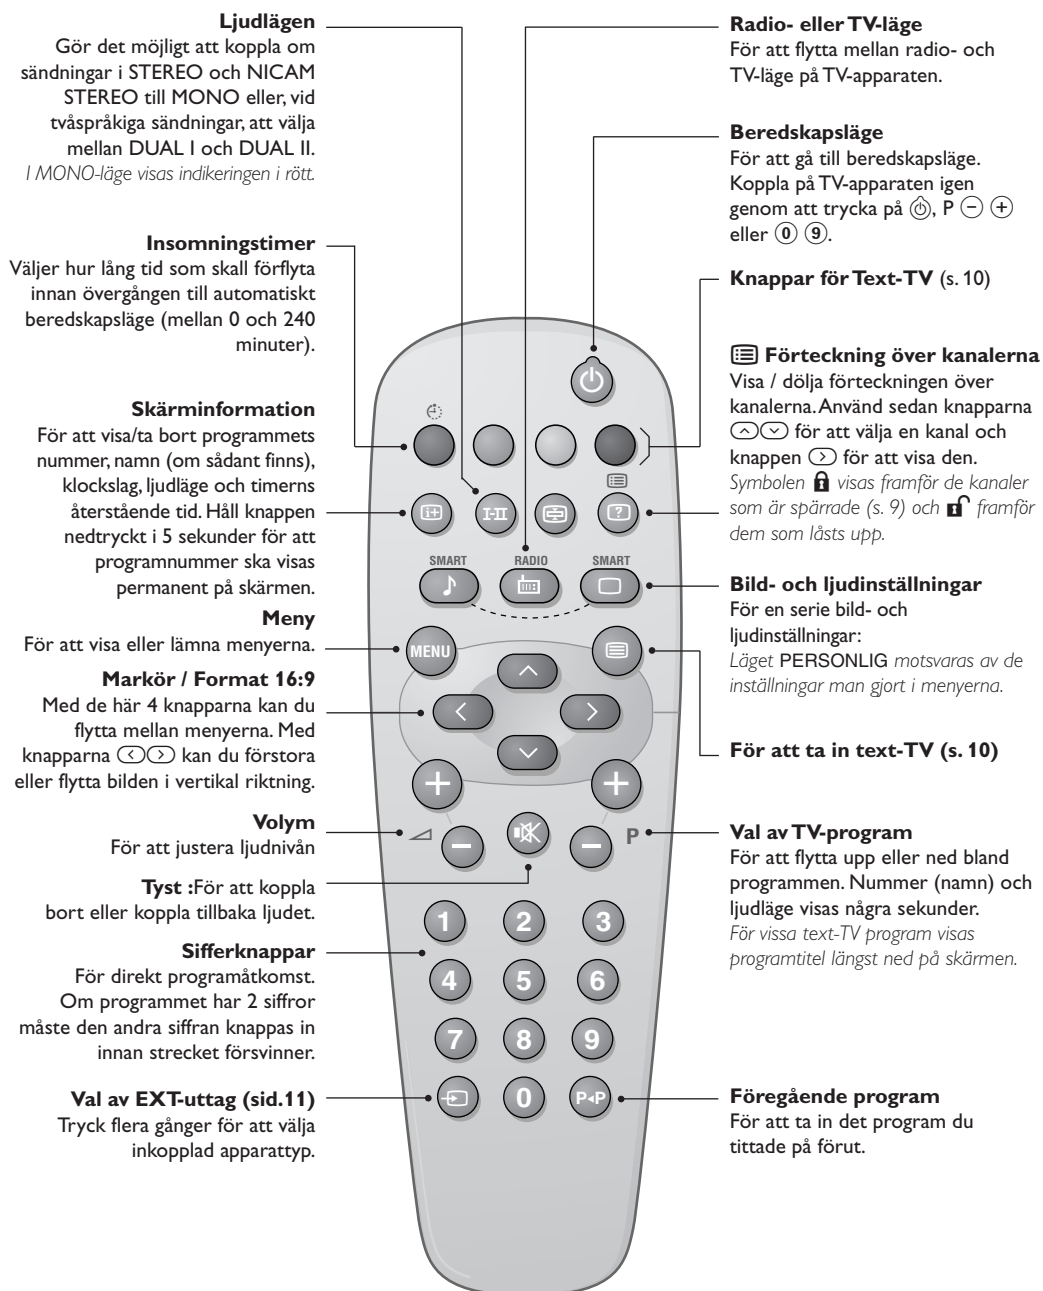 Ljudlägen
Gör det möjligt att koppla om
sändningar i STEREO och NICAM
STEREO till MONO eller, vid
tvåspråkiga sändningar, att välja
mellan DUAL I och DUAL II.
I MONO-läge visas indikeringen i rött.
Insomningstimer
Väljer hur lång tid som skall förflyta
innan övergången till automatiskt
beredskapsläge (mellan 0 och 240
minuter).
Skärminformation
För att visa/ta bort programmets
nummer, namn (om sådant finns),
klockslag, ljudläge och timerns
återstående tid. Håll knappen
nedtryckt i 5 sekunder för att
programnummer ska visas
permanent på skärmen.
Meny
För att visa eller lämna menyerna.
Markör / Format 16:9
Med de här 4 knapparna kan du
flytta mellan menyerna. Med
knapparna kan du förstora
eller flytta bilden i vertikal riktning.
Volym
För att justera ljudnivån
Tyst :För att koppla
bort eller koppla tillbaka ljudet.
Sifferknappar
För direkt programåtkomst.
Om programmet har 2 siffror
måste den andra siffran knappas in
innan strecket försvinner.
Val av EXT-uttag (sid.11)
Tryck flera gånger för att välja
inkopplad apparattyp.
i+
I-II
?
SMART RADIO SMART
MENU
+ +
- - P
1 2 3
4 5 6
7 8 9
0 P◂P
Radio- eller TV-läge
För att flytta mellan radio- och
TV-läge på TV-apparaten.
Beredskapsläge
För att gå till beredskapsläge.
Koppla på TV-apparaten igen
genom att trycka på , P - +
eller 0 9.
Knappar för Text-TV (s. 10)
Förteckning över kanalerna
Visa / dölja förteckningen över
kanalerna. Använd sedan knapparna
för att välja en kanal och
knappen för att visa den.
Symbolen visas framför de kanaler
som är spärrade (s. 9) och framför
dem som låsts upp.
Bild- och ljudinställningar
För en serie bild- och
ljudinställningar:
Läget PERSONLIG motsvaras av de
inställningar man gjort i menyerna.
För att ta in text-TV (s. 10)
Val av TV-program
För att flytta upp eller ned bland
programmen. Nummer (namn) och
ljudläge visas några sekunder.
För vissa text-TV program visas
programtitel längst ned på skärmen.
Föregående program
För att ta in det program du
tittade på förut.